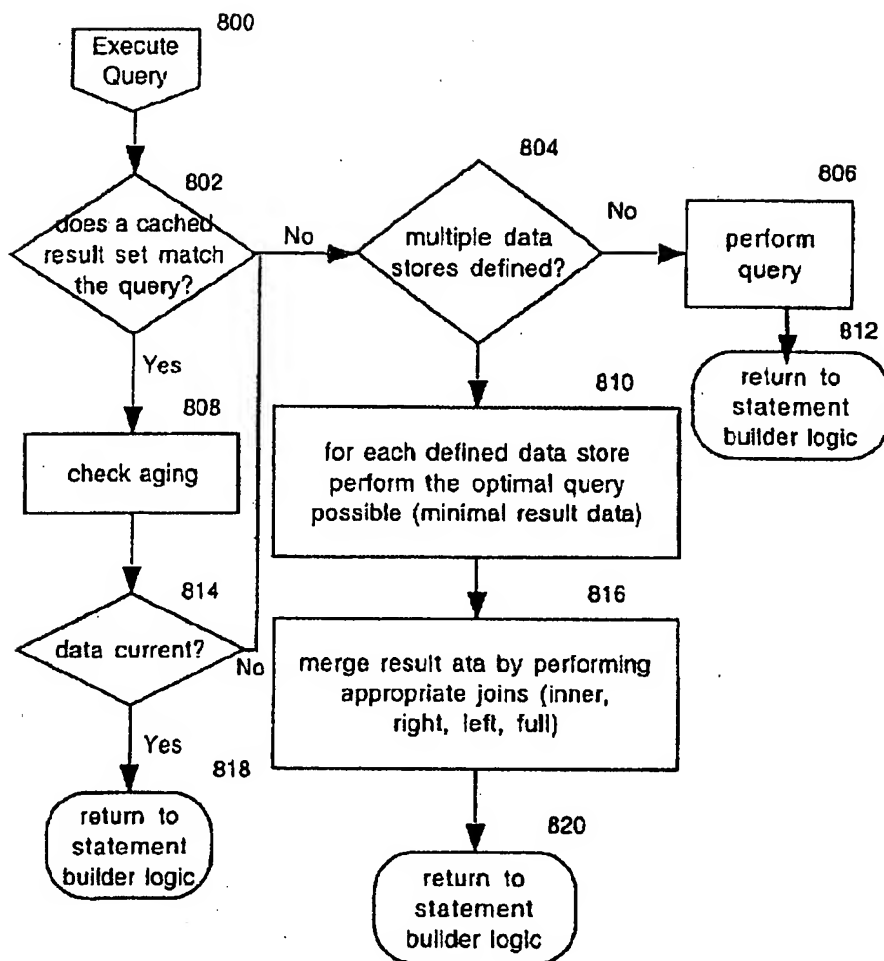 800
Execute
Query
802
does a cached
result set match
the query?
No
Yes
804
multiple data
stores defined?
No
806
perform
query
812
return to
statement
builder logic
808
check aging
814
data current?
No
Yes
818
return to
statement
builder logic
810
for each defined data store
perform the optimal query
possible (minimal result data)
816
merge result ata by performing
appropriate joins (inner,
right, left, full)
820
return to
statement
builder logic